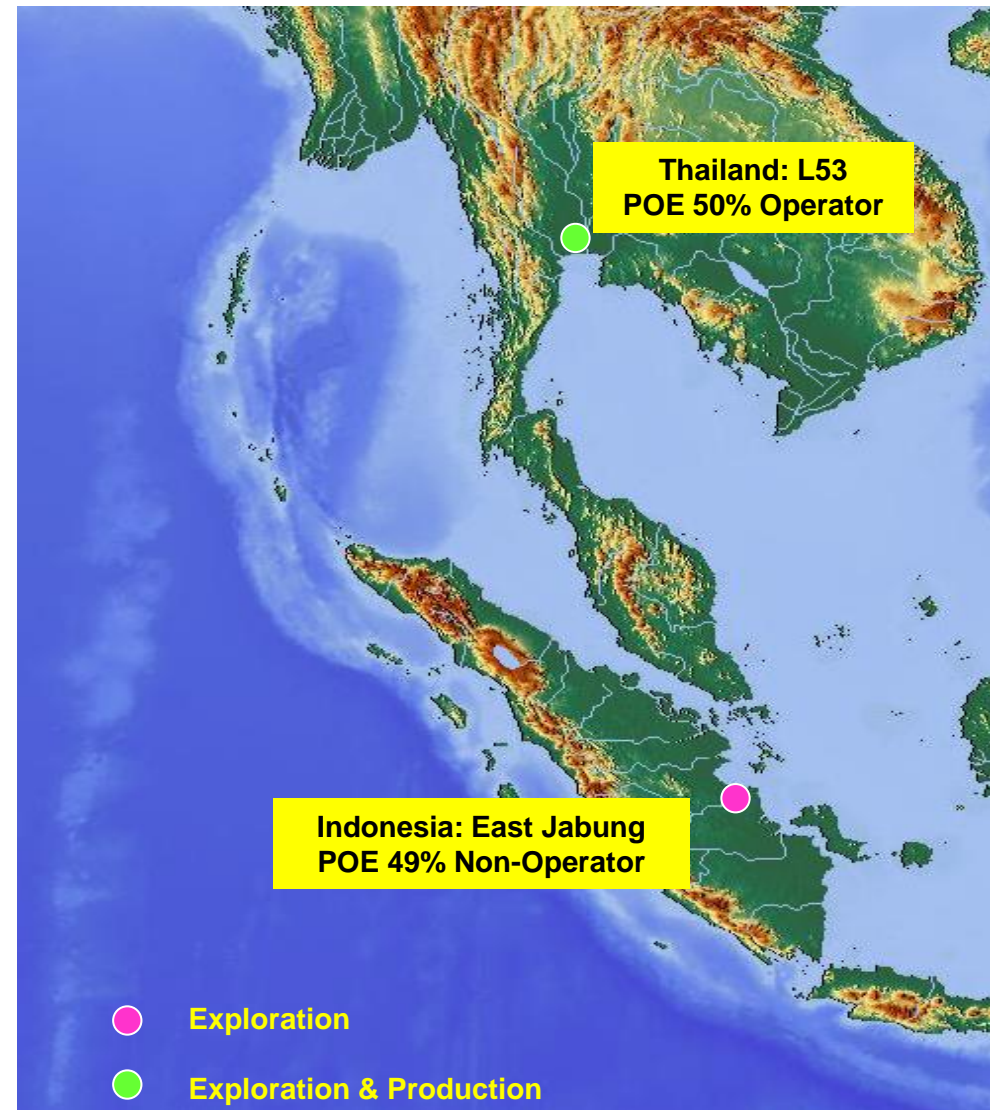 Thailand: L53
POE 50% Operator
Indonesia: East Jabung
POE 49% Non-Operator
Exploration
Exploration & Production